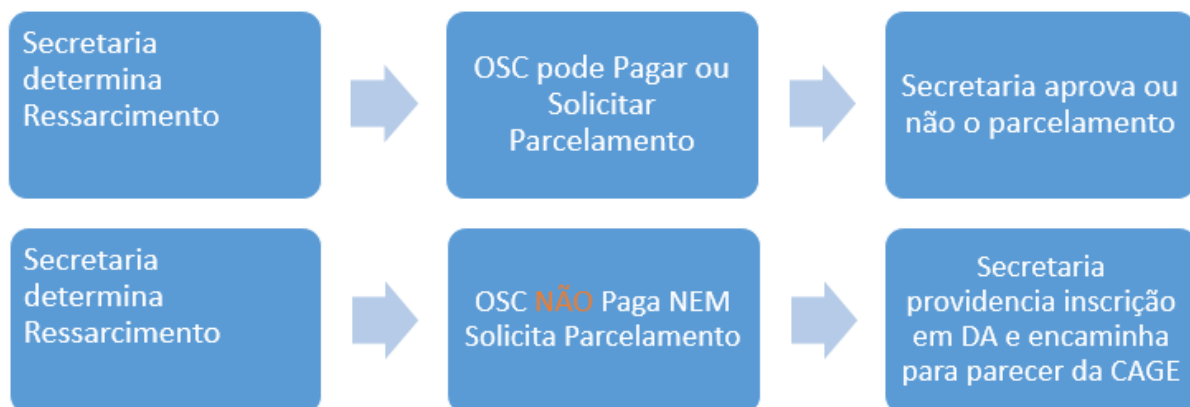 Secretaria
determina
Ressarcimento
OSC pode Pagar ou
Solicitar
Parcelamento
Secretaria aprova ou
não o parcelamento
Secretaria
determina
Ressarcimento
OSC NÃO Paga NEM
Solicita Parcelamento
Secretaria
providencia inscrição
em DA e encaminha
para parecer da CAGE